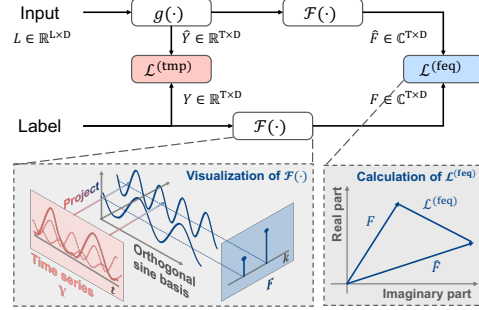 Input
g(·)
𝓕(·)
L ∈ ℝ^{L×D}
Ŷ ∈ ℝ^{T×D}
F̂ ∈ ℂ^{T×D}
𝓛^{(tmp)}
𝓛^{(feq)}
Y ∈ ℝ^{T×D}
F ∈ ℂ^{T×D}
Label
𝓕(·)
Visualization of 𝓕(·)
Project
Orthogonal
sine basis
Time series
Y
t
k
F
Calculation of 𝓛^{(feq)}
Real part
F
𝓛^{(feq)}
F̂
Imaginary part